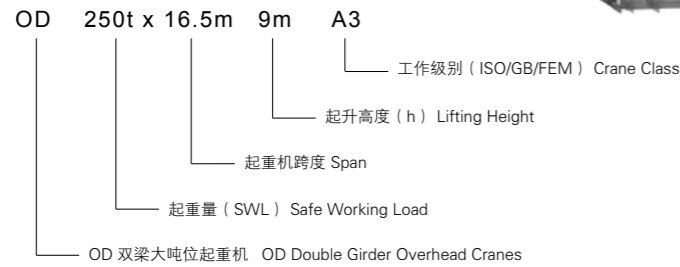 OD 250t x 16.5m 9m A3
工作级别（ISO/GB/FEM） Crane Class
起升高度（h） Lifting Height
起重机跨度 Span
起重量（SWL） Safe Working Load
OD 双梁大吨位起重机 OD Double Girder Overhead Cranes